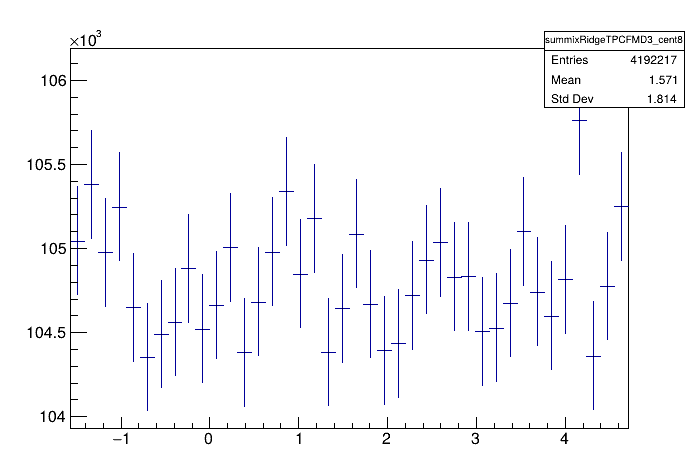 ×10³
summixRidgeTPCFMD3_cent8
Entries 4192217
Mean 1.571
Std Dev 1.814
106
105.5
105
104.5
104
−1 0 1 2 3 4